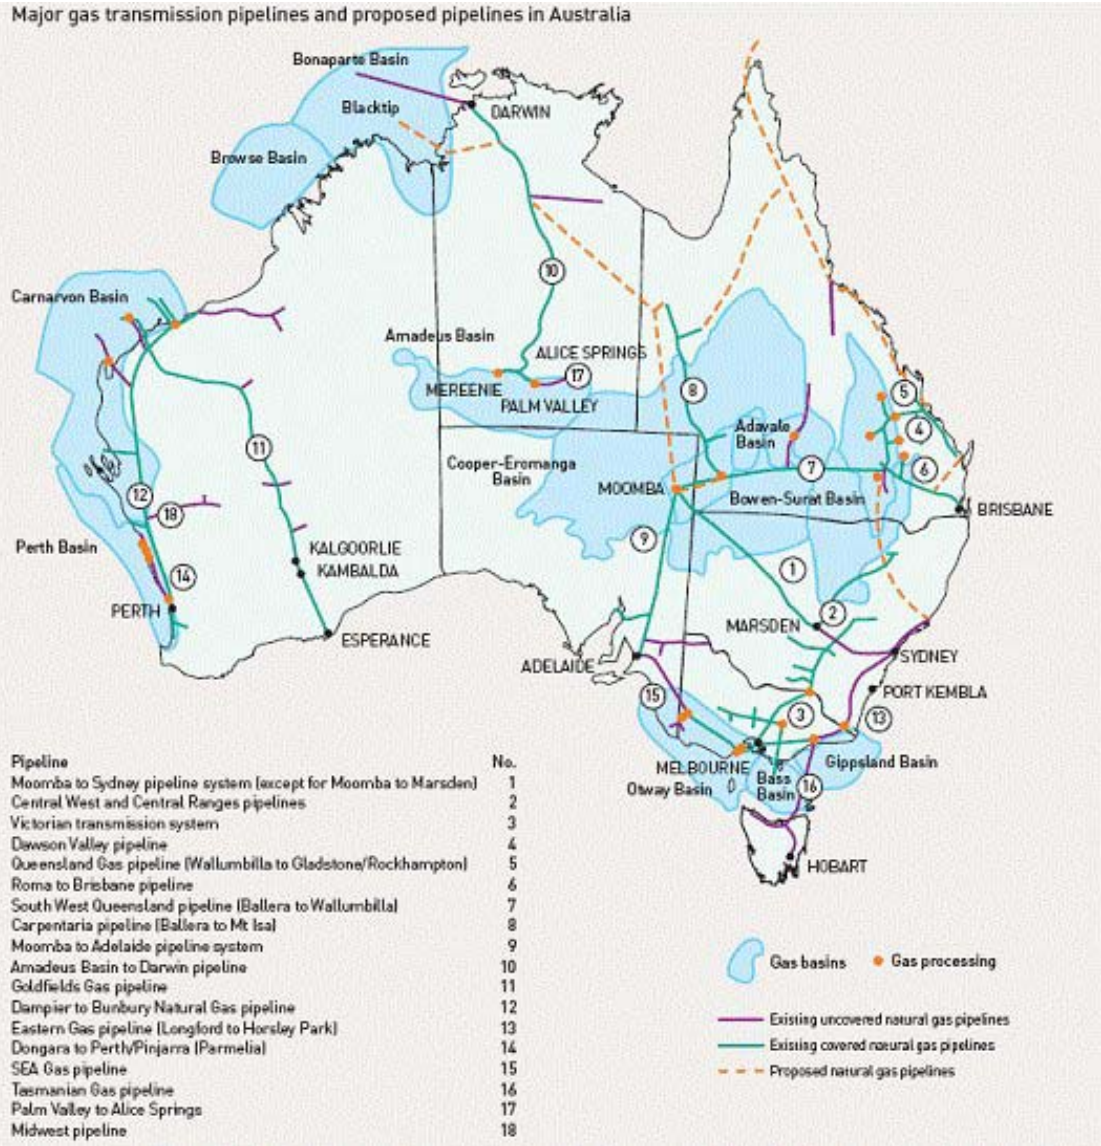 Major gas transmission pipelines and proposed pipelines in Australia
Bonaparte Basin
Blacktip
DARWIN
Browse Basin
10
Carnarvon Basin
Amadeus Basin
ALICE SPRINGS
17
MEREENIE
PALM VALLEY
8
5
4
Adavale
Basin
11
Cooper-Eromanga
Basin
7
6
MOOMBA
Bowen-Surat Basin
12
18
BRISBANE
9
Perth Basin
KALGOORLIE
KAMBALDA
14
1
PERTH
2
MARSDEN
ESPERANCE
SYDNEY
ADELAIDE
15
PORT KEMBLA
3
13
MELBOURNE
Gippsland Basin
Otway Basin
Bass
Basin
16
HOBART
Pipeline No.
Moomba to Sydney pipeline system (except for Moomba to Marsden) 1
Central West and Central Ranges pipelines 2
Victorian transmission system 3
Dawson Valley pipeline 4
Queensland Gas pipeline (Wallumbilla to Gladstone/Rockhampton) 5
Roma to Brisbane pipeline 6
South West Queensland pipeline (Ballera to Wallumbilla) 7
Carpentaria pipeline (Ballera to Mt Isa) 8
Moomba to Adelaide pipeline system 9
Amadeus Basin to Darwin pipeline 10
Goldfields Gas pipeline 11
Dampier to Bunbury Natural Gas pipeline 12
Eastern Gas pipeline (Longford to Horsley Park) 13
Dongara to Perth/Pinjarra (Parmelia) 14
SEA Gas pipeline 15
Tasmanian Gas pipeline 16
Palm Valley to Alice Springs 17
Midwest pipeline 18
Gas basins
Gas processing
Existing uncovered natural gas pipelines
Existing covered natural gas pipelines
Proposed natural gas pipelines